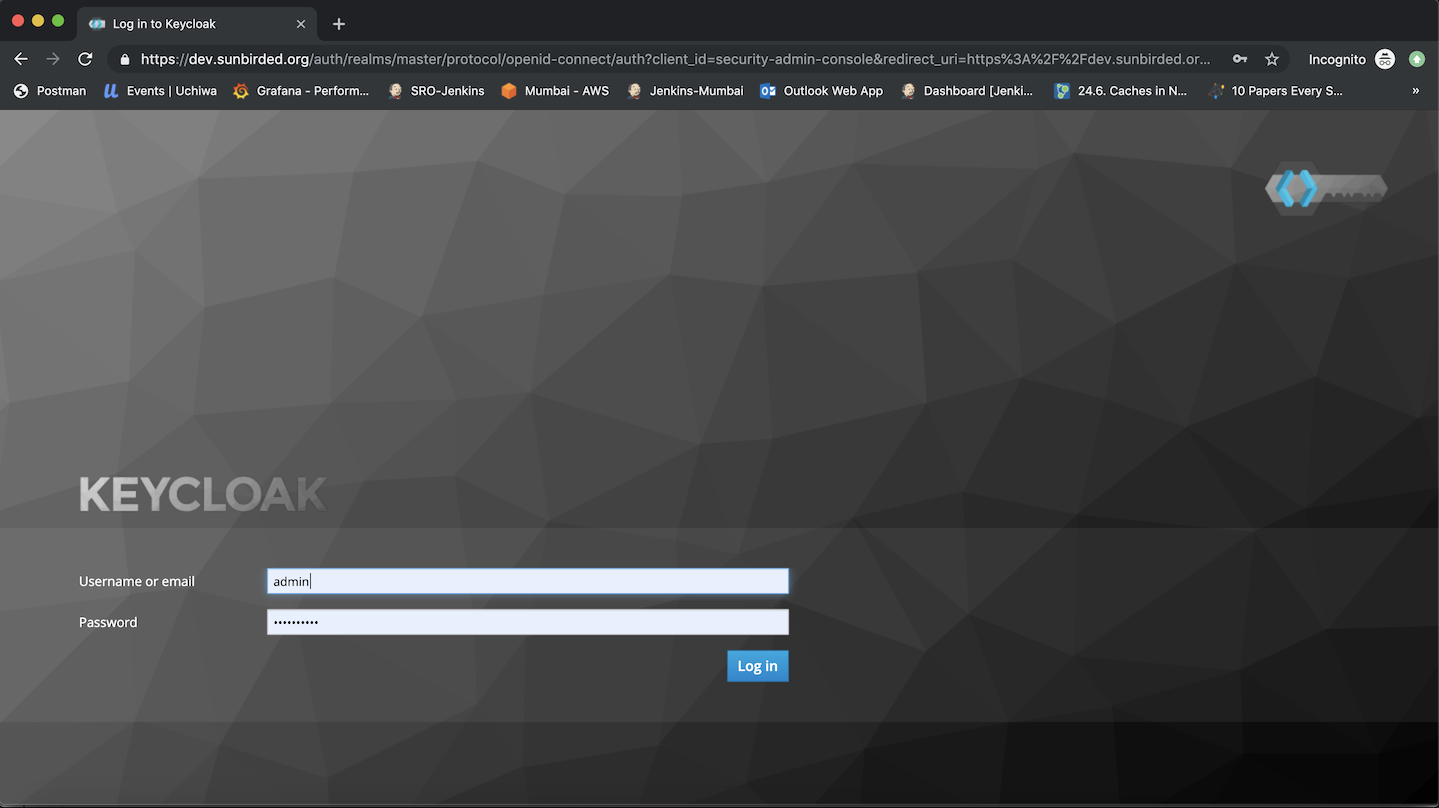 Log in to Keycloak
https://dev.sunbirded.org/auth/realms/master/protocol/openid-connect/auth?client_id=security-admin-console&redirect_uri=https%3A%2F%2Fdev.sunbirded.or... Incognito
Postman Events | Uchiwa Grafana - Perform... SRO-Jenkins Mumbai - AWS Jenkins-Mumbai Outlook Web App Dashboard [Jenki... 24.6. Caches in N... 10 Papers Every S... »
KEYCLOAK
Username or email admin
Password ••••••••••
Log in